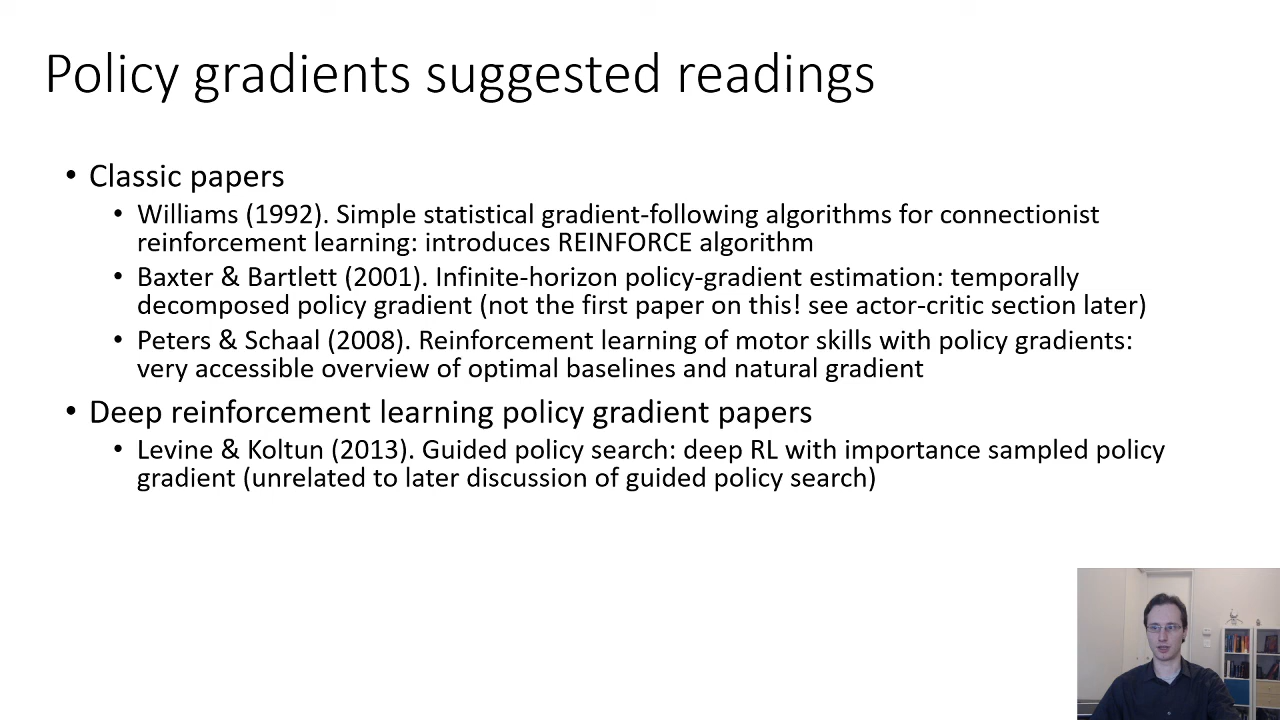 Policy gradients suggested readings
• Classic papers
• Williams (1992). Simple statistical gradient-following algorithms for connectionist
reinforcement learning: introduces REINFORCE algorithm
• Baxter & Bartlett (2001). Infinite-horizon policy-gradient estimation: temporally
decomposed policy gradient (not the first paper on this! see actor-critic section later)
• Peters & Schaal (2008). Reinforcement learning of motor skills with policy gradients:
very accessible overview of optimal baselines and natural gradient
• Deep reinforcement learning policy gradient papers
• Levine & Koltun (2013). Guided policy search: deep RL with importance sampled policy
gradient (unrelated to later discussion of guided policy search)